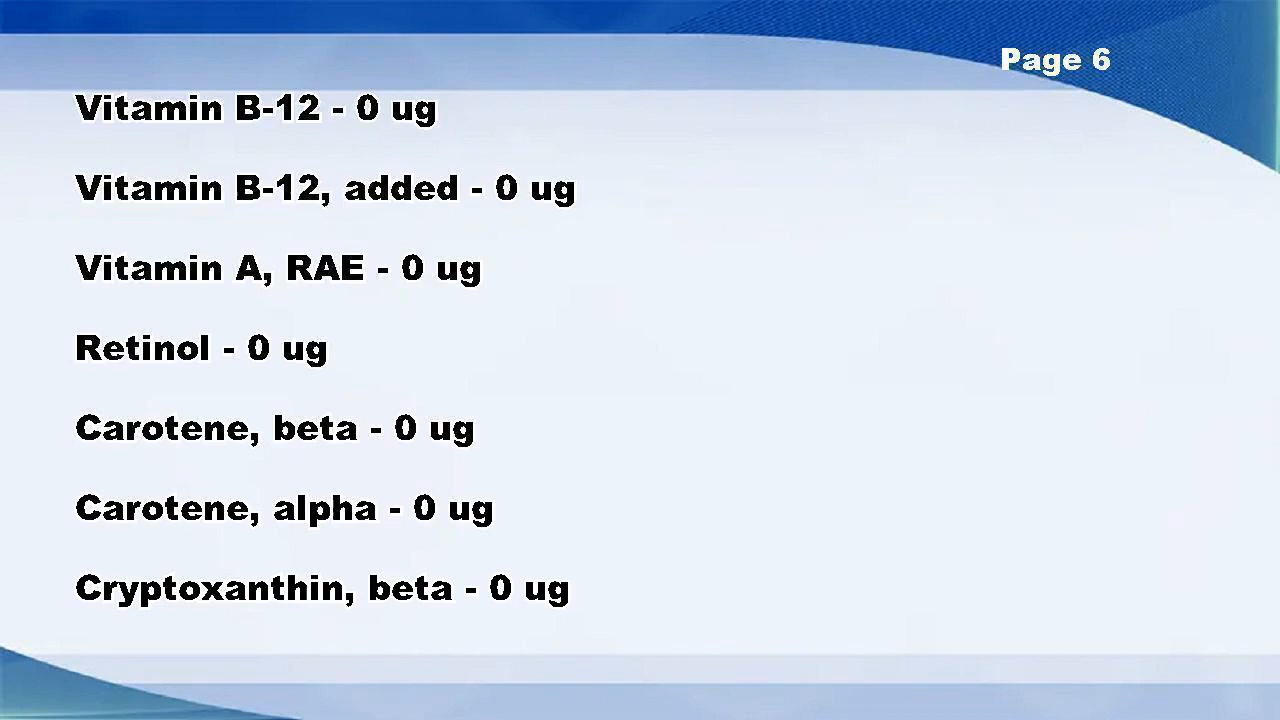 Page 6
Vitamin B-12 - 0 ug
Vitamin B-12, added - 0 ug
Vitamin A, RAE - 0 ug
Retinol - 0 ug
Carotene, beta - 0 ug
Carotene, alpha - 0 ug
Cryptoxanthin, beta - 0 ug